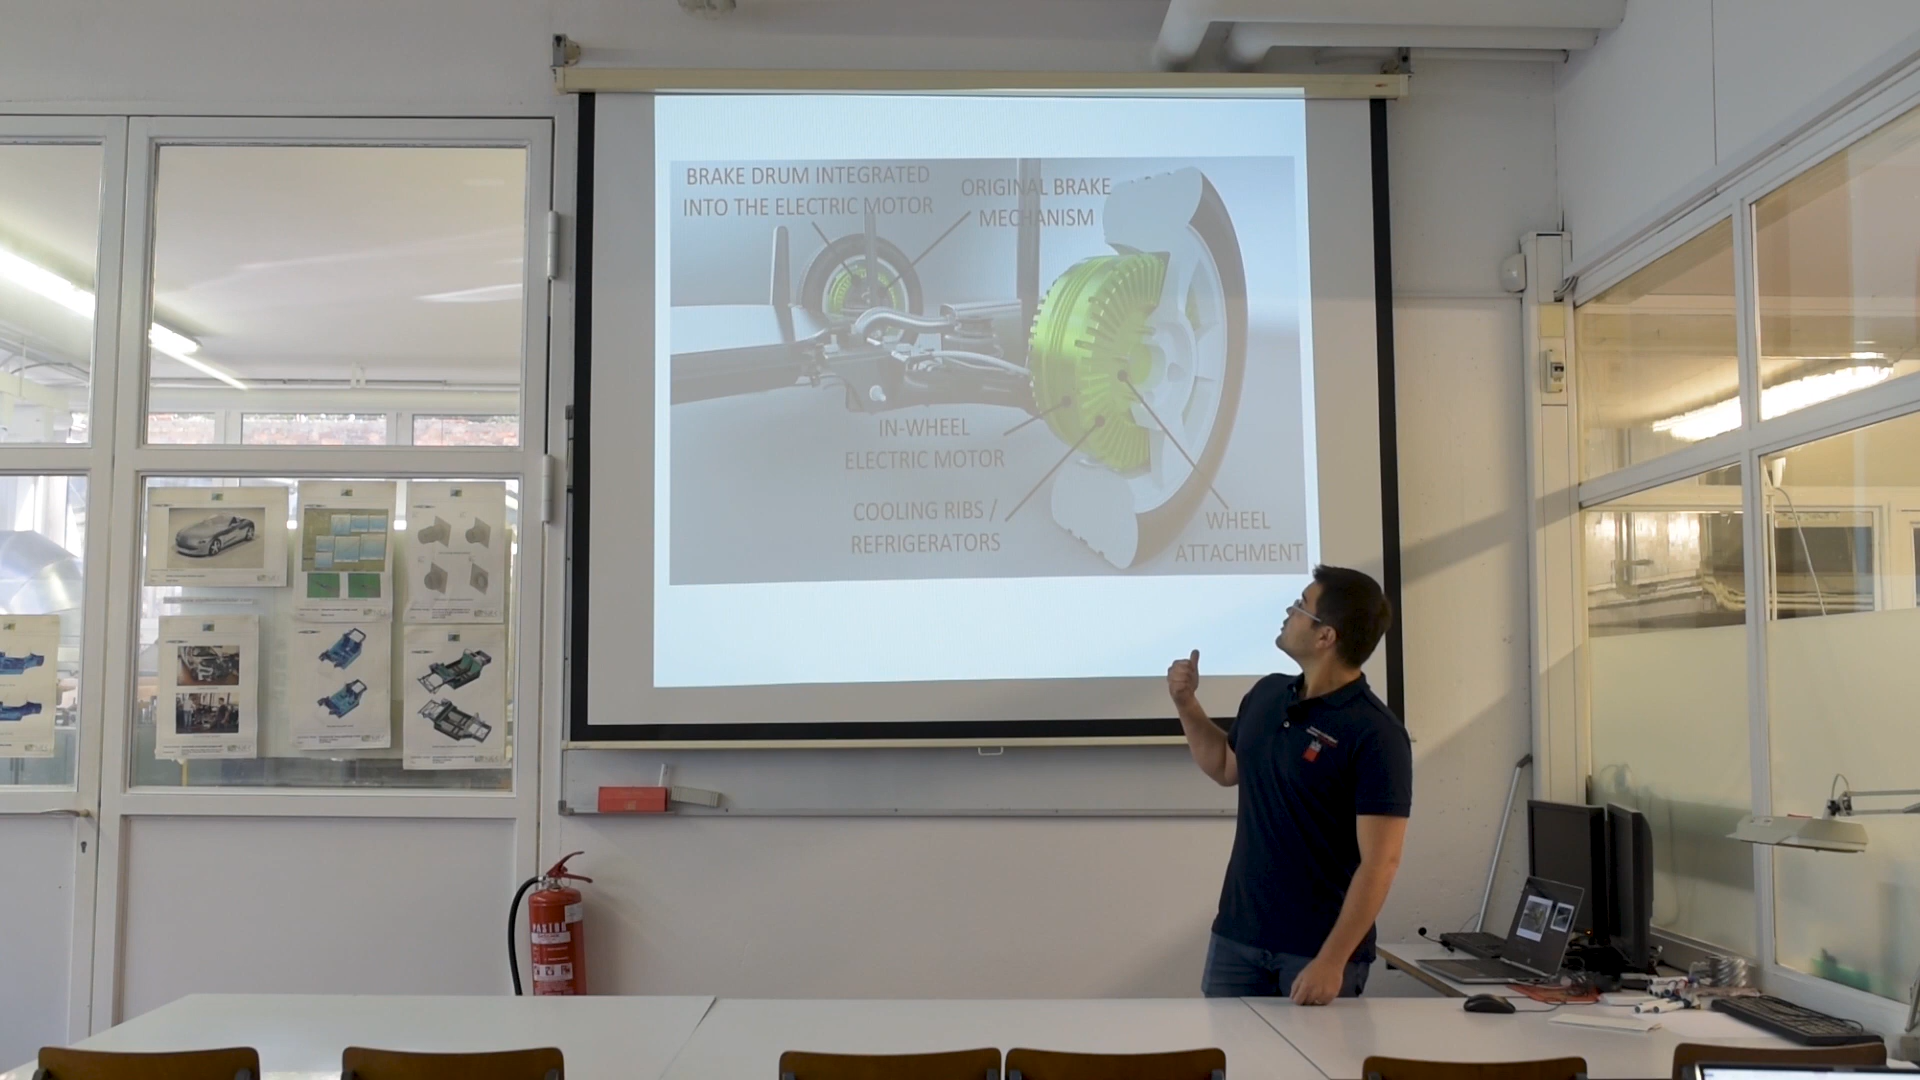 BRAKE DRUM INTEGRATED
INTO THE ELECTRIC MOTOR
ORIGINAL BRAKE
MECHANISM
IN-WHEEL
ELECTRIC MOTOR
COOLING RIBS /
REFRIGERATORS
WHEEL
ATTACHMENT